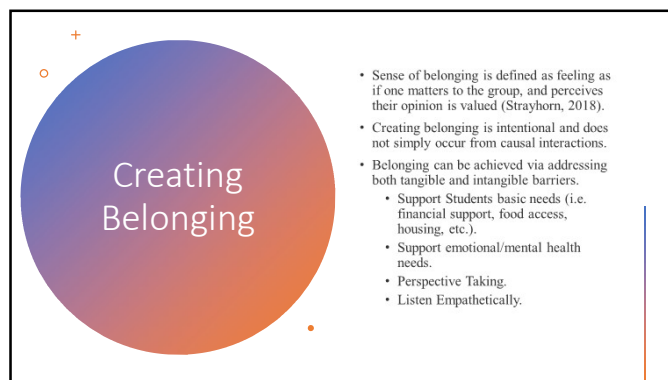 Creating
Belonging
• Sense of belonging is defined as feeling as
if one matters to the group, and perceives
their opinion is valued (Strayhorn, 2018).
• Creating belonging is intentional and does
not simply occur from causal interactions.
• Belonging can be achieved via addressing
both tangible and intangible barriers.
• Support Students basic needs (i.e.
financial support, food access,
housing, etc.).
• Support emotional/mental health
needs.
• Perspective Taking.
• Listen Empathetically.